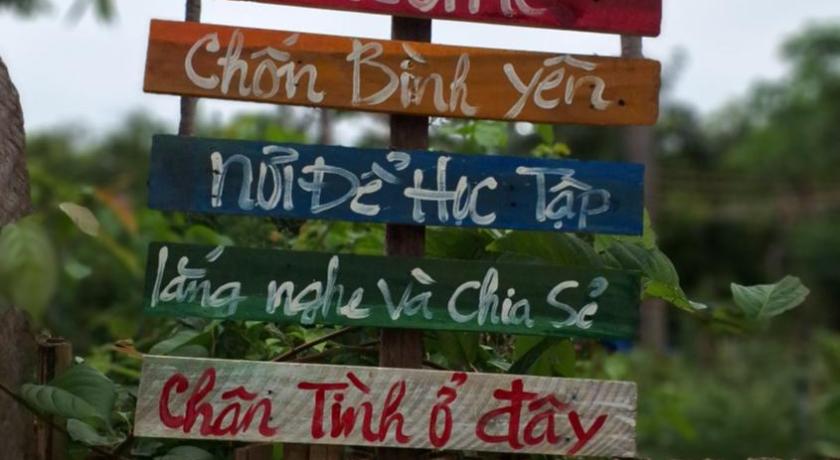 Chốn Bình yên
nơi Để Học Tập
lắng nghe và chia Sẻ
Chân Tình ở đây